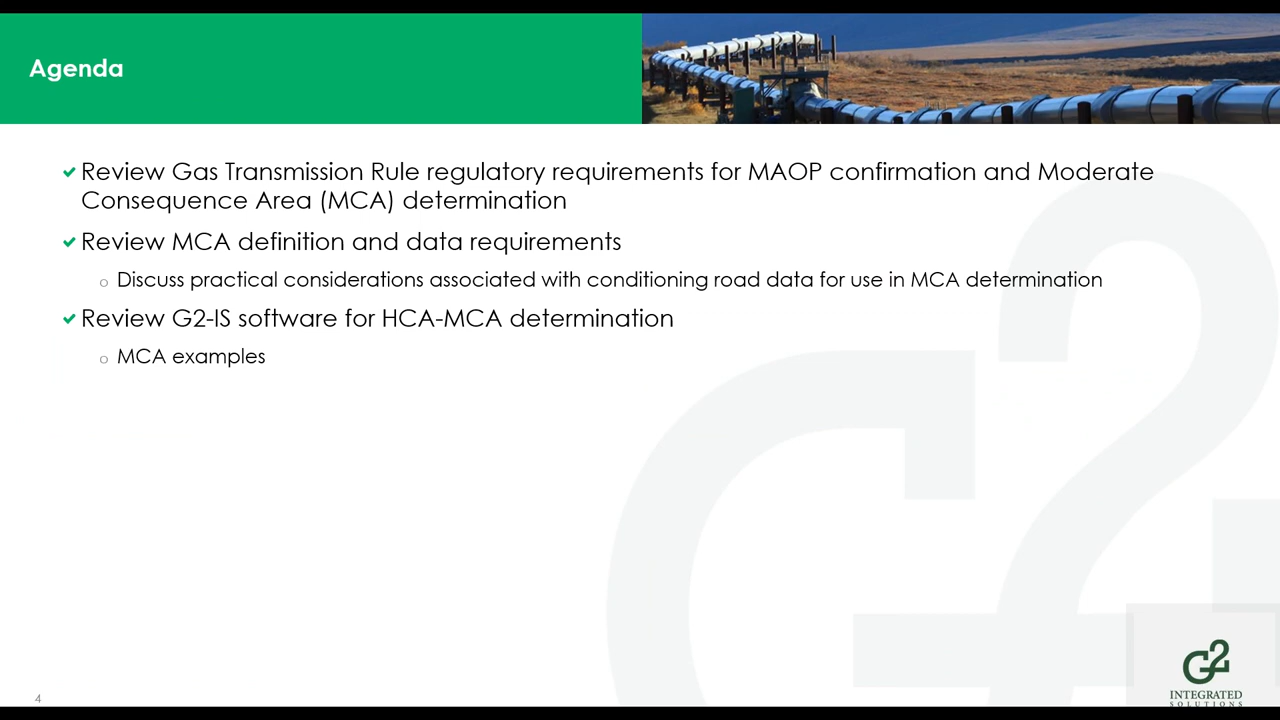 Agenda
Review Gas Transmission Rule regulatory requirements for MAOP confirmation and Moderate
Consequence Area (MCA) determination
Review MCA definition and data requirements
Discuss practical considerations associated with conditioning road data for use in MCA determination
Review G2-IS software for HCA-MCA determination
MCA examples
4
G2
INTEGRATED
SOLUTIONS